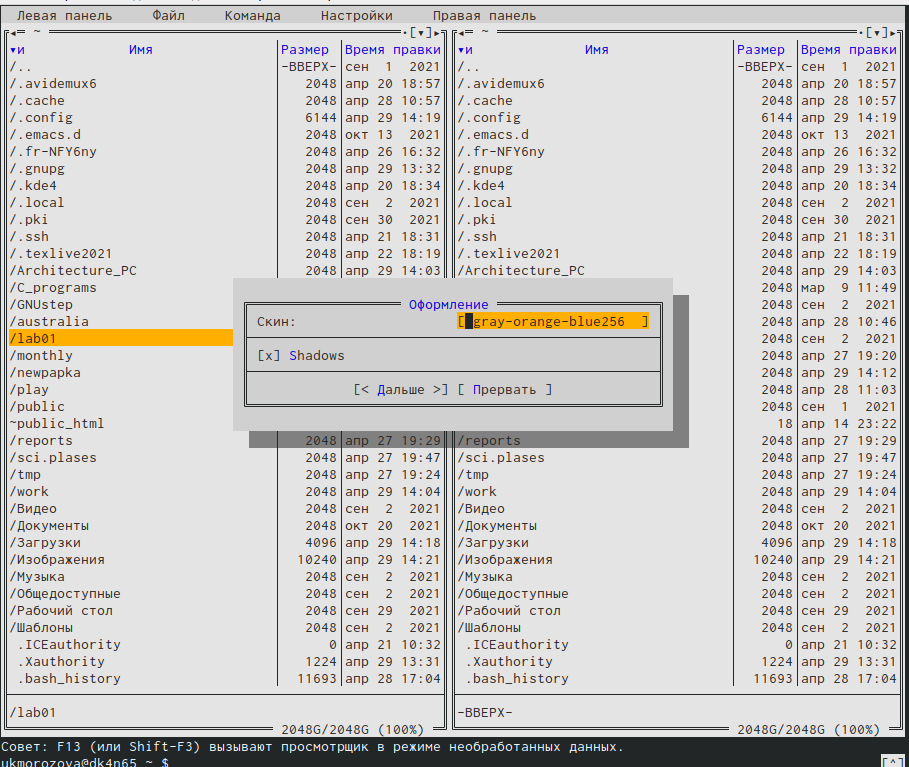 Левая панель Файл Команда Настройки Правая панель
~ [▾] ~ [▾]
▾и Имя Размер Время правки ▾и Имя Размер Время правки
/.. -ВВЕРХ- сен 1 2021 /.. -ВВЕРХ- сен 1 2021
/.avidemux6 2048 апр 20 18:57 /.avidemux6 2048 апр 20 18:57
/.cache 2048 апр 28 10:57 /.cache 2048 апр 28 10:57
/.config 6144 апр 29 14:19 /.config 6144 апр 29 14:19
/.emacs.d 2048 окт 13 2021 /.emacs.d 2048 окт 13 2021
/.fr-NFY6ny 2048 апр 26 16:32 /.fr-NFY6ny 2048 апр 26 16:32
/.gnupg 2048 апр 29 13:32 /.gnupg 2048 апр 29 13:32
/.kde4 2048 апр 20 18:34 /.kde4 2048 апр 20 18:34
/.local 2048 сен 2 2021 /.local 2048 сен 2 2021
/.pki 2048 сен 30 2021 /.pki 2048 сен 30 2021
/.ssh 2048 апр 21 18:31 /.ssh 2048 апр 21 18:31
/.texlive2021 2048 апр 22 18:19 /.texlive2021 2048 апр 22 18:19
/Architecture_PC 2048 апр 29 14:03 /Architecture_PC 2048 апр 29 14:03
/C_programs 2048 мар 9 11:49
/GNUstep Оформление 2048 сен 2 2021
/australia Скин: [gray-orange-blue256 ] 2048 апр 28 10:46
/lab01 2048 сен 2 2021
/monthly [x] Shadows 2048 апр 27 19:20
/newpapka 2048 апр 29 14:12
/play [< Дальше >] [ Прервать ] 2048 апр 28 11:03
/public 2048 сен 1 2021
~public_html 18 апр 14 23:22
/reports 2048 апр 27 19:29 /reports 2048 апр 27 19:29
/sci.plases 2048 апр 27 19:47 /sci.plases 2048 апр 27 19:47
/tmp 2048 апр 27 19:24 /tmp 2048 апр 27 19:24
/work 2048 апр 29 14:04 /work 2048 апр 29 14:04
/Видео 2048 сен 2 2021 /Видео 2048 сен 2 2021
/Документы 2048 окт 20 2021 /Документы 2048 окт 20 2021
/Загрузки 4096 апр 29 14:18 /Загрузки 4096 апр 29 14:18
/Изображения 10240 апр 29 14:21 /Изображения 10240 апр 29 14:21
/Музыка 2048 сен 2 2021 /Музыка 2048 сен 2 2021
/Общедоступные 2048 сен 2 2021 /Общедоступные 2048 сен 2 2021
/Рабочий стол 2048 сен 29 2021 /Рабочий стол 2048 сен 29 2021
/Шаблоны 2048 сен 2 2021 /Шаблоны 2048 сен 2 2021
.ICEauthority 0 апр 21 10:32 .ICEauthority 0 апр 21 10:32
.Xauthority 1224 апр 29 13:31 .Xauthority 1224 апр 29 13:31
.bash_history 11693 апр 28 17:04 .bash_history 11693 апр 28 17:04
/lab01 -ВВЕРХ-
2048G/2048G (100%) 2048G/2048G (100%)
Совет: F13 (или Shift-F3) вызывают просмотрщик в режиме необработанных данных.
ukmorozova@dk4n65 ~ $ [^]